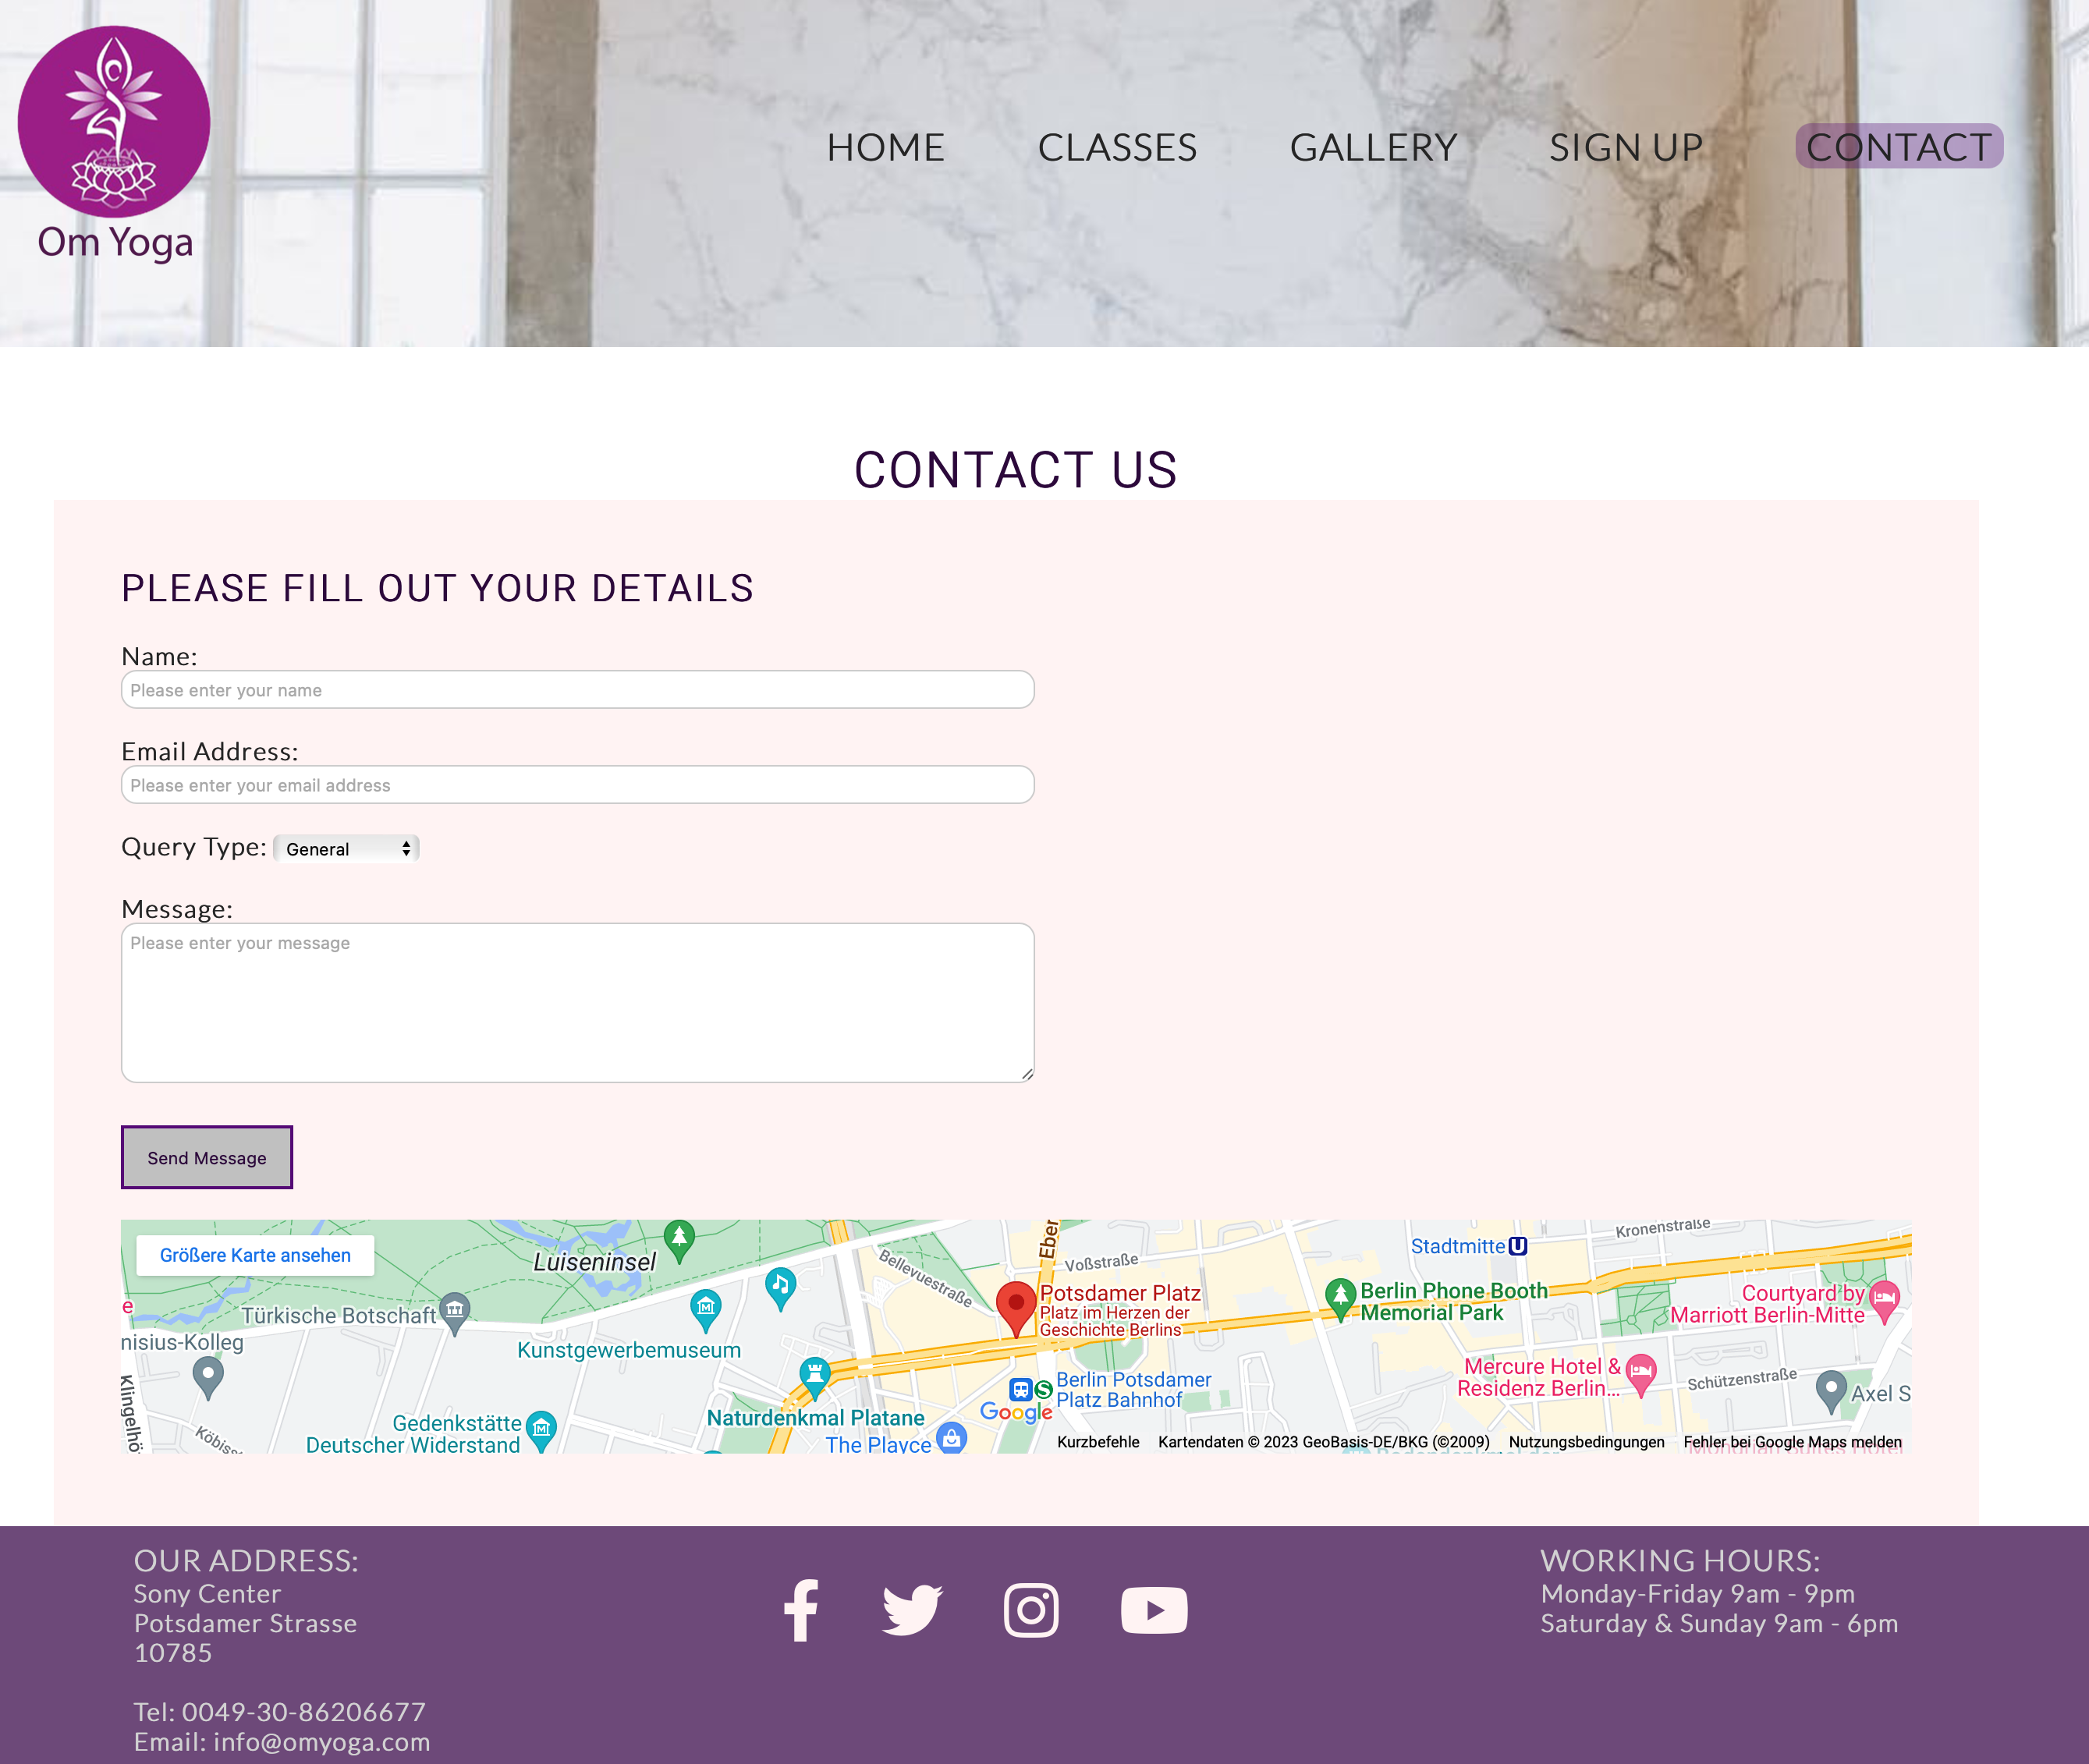 Om Yoga
HOME
CLASSES
GALLERY
SIGN UP
CONTACT
CONTACT US
PLEASE FILL OUT YOUR DETAILS
Name:
Please enter your name
Email Address:
Please enter your email address
Query Type:
General
Message:
Please enter your message
Send Message
Größere Karte ansehen
Luiseninsel
Bellevuestraße
Eber
Voßstraße
Stadtmitte
U
Kronenstraße
e
Türkische Botschaft
nisius-Kolleg
Kunstgewerbemuseum
Potsdamer Platz
Platz im Herzen der
Geschichte Berlins
Berlin Phone Booth
Memorial Park
Courtyard by
Marriott Berlin-Mitte
Mercure Hotel &
Residenz Berlin...
Schützenstraße
Axel S
Klingelhö
Köbiss
Gedenkstätte
Deutscher Widerstand
Naturdenkmal Platane
The Playce
S
Berlin Potsdamer
Platz Bahnhof
Google
Kurzbefehle
Kartendaten © 2023 GeoBasis-DE/BKG (©2009)
Nutzungsbedingungen
Fehler bei Google Maps melden
OUR ADDRESS:
Sony Center
Potsdamer Strasse
10785
Tel: 0049-30-86206677
Email: info@omyoga.com
WORKING HOURS:
Monday-Friday 9am - 9pm
Saturday & Sunday 9am - 6pm